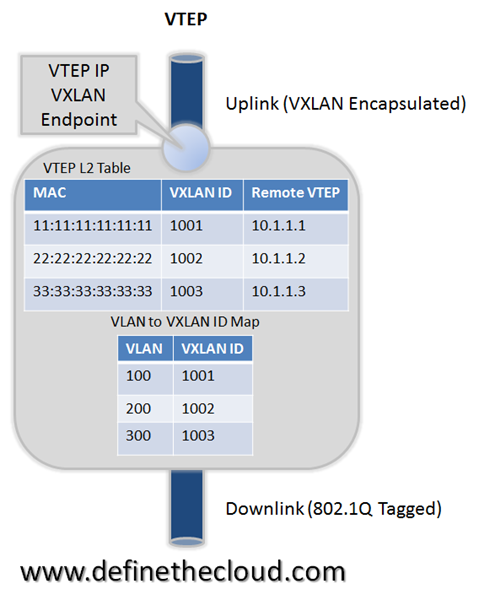 VTEP
VTEP IP
VXLAN
Endpoint
Uplink (VXLAN Encapsulated)
VTEP L2 Table
MAC VXLAN ID Remote VTEP
11:11:11:11:11:11 1001 10.1.1.1
22:22:22:22:22:22 1002 10.1.1.2
33:33:33:33:33:33 1003 10.1.1.3
VLAN to VXLAN ID Map
VLAN VXLAN ID
100 1001
200 1002
300 1003
Downlink (802.1Q Tagged)
www.definethecloud.com